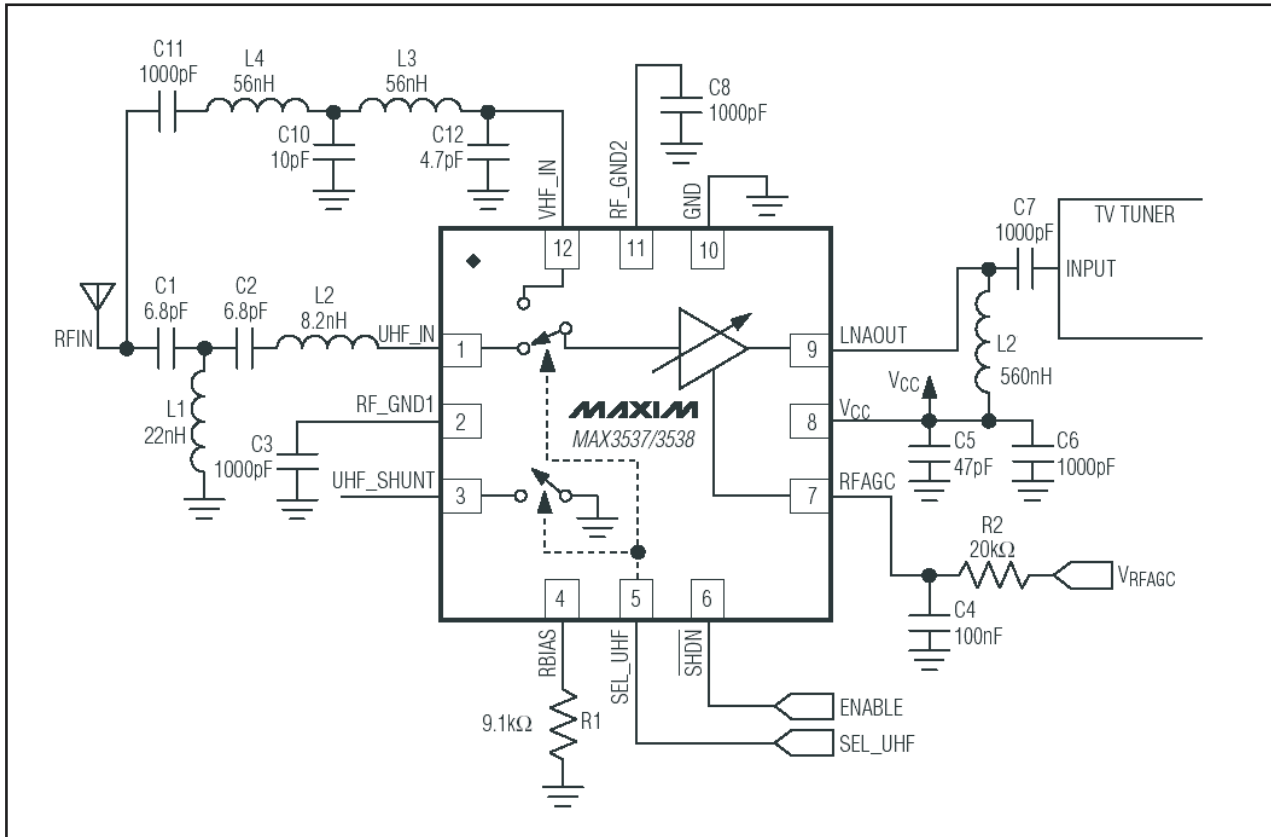 C11
1000pF
L4
56nH
L3
56nH
C10
10pF
C12
4.7pF
C8
1000pF
VHF_IN
RF_GND2
GND
12
11
10
C7
1000pF
TV TUNER
INPUT
RFIN
C1
6.8pF
C2
6.8pF
L2
8.2nH
UHF_IN
1
9
LNAOUT
L2
560nH
L1
22nH
RF_GND1
2
C3
1000pF
UHF_SHUNT
3
MAXIM
MAX3537/3538
VCC
8
VCC
C5
47pF
C6
1000pF
7
RFAGC
R2
20kΩ
VRFAGC
C4
100nF
4
5
6
RBIAS
SEL_UHF
SHDN
9.1kΩ
R1
ENABLE
SEL_UHF